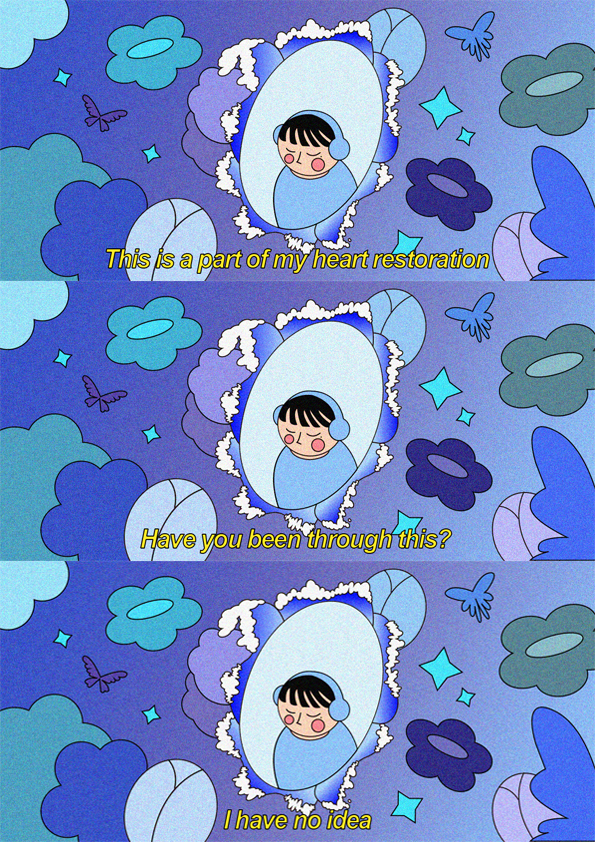 This is a part of my heart restoration
Have you been through this?
I have no idea